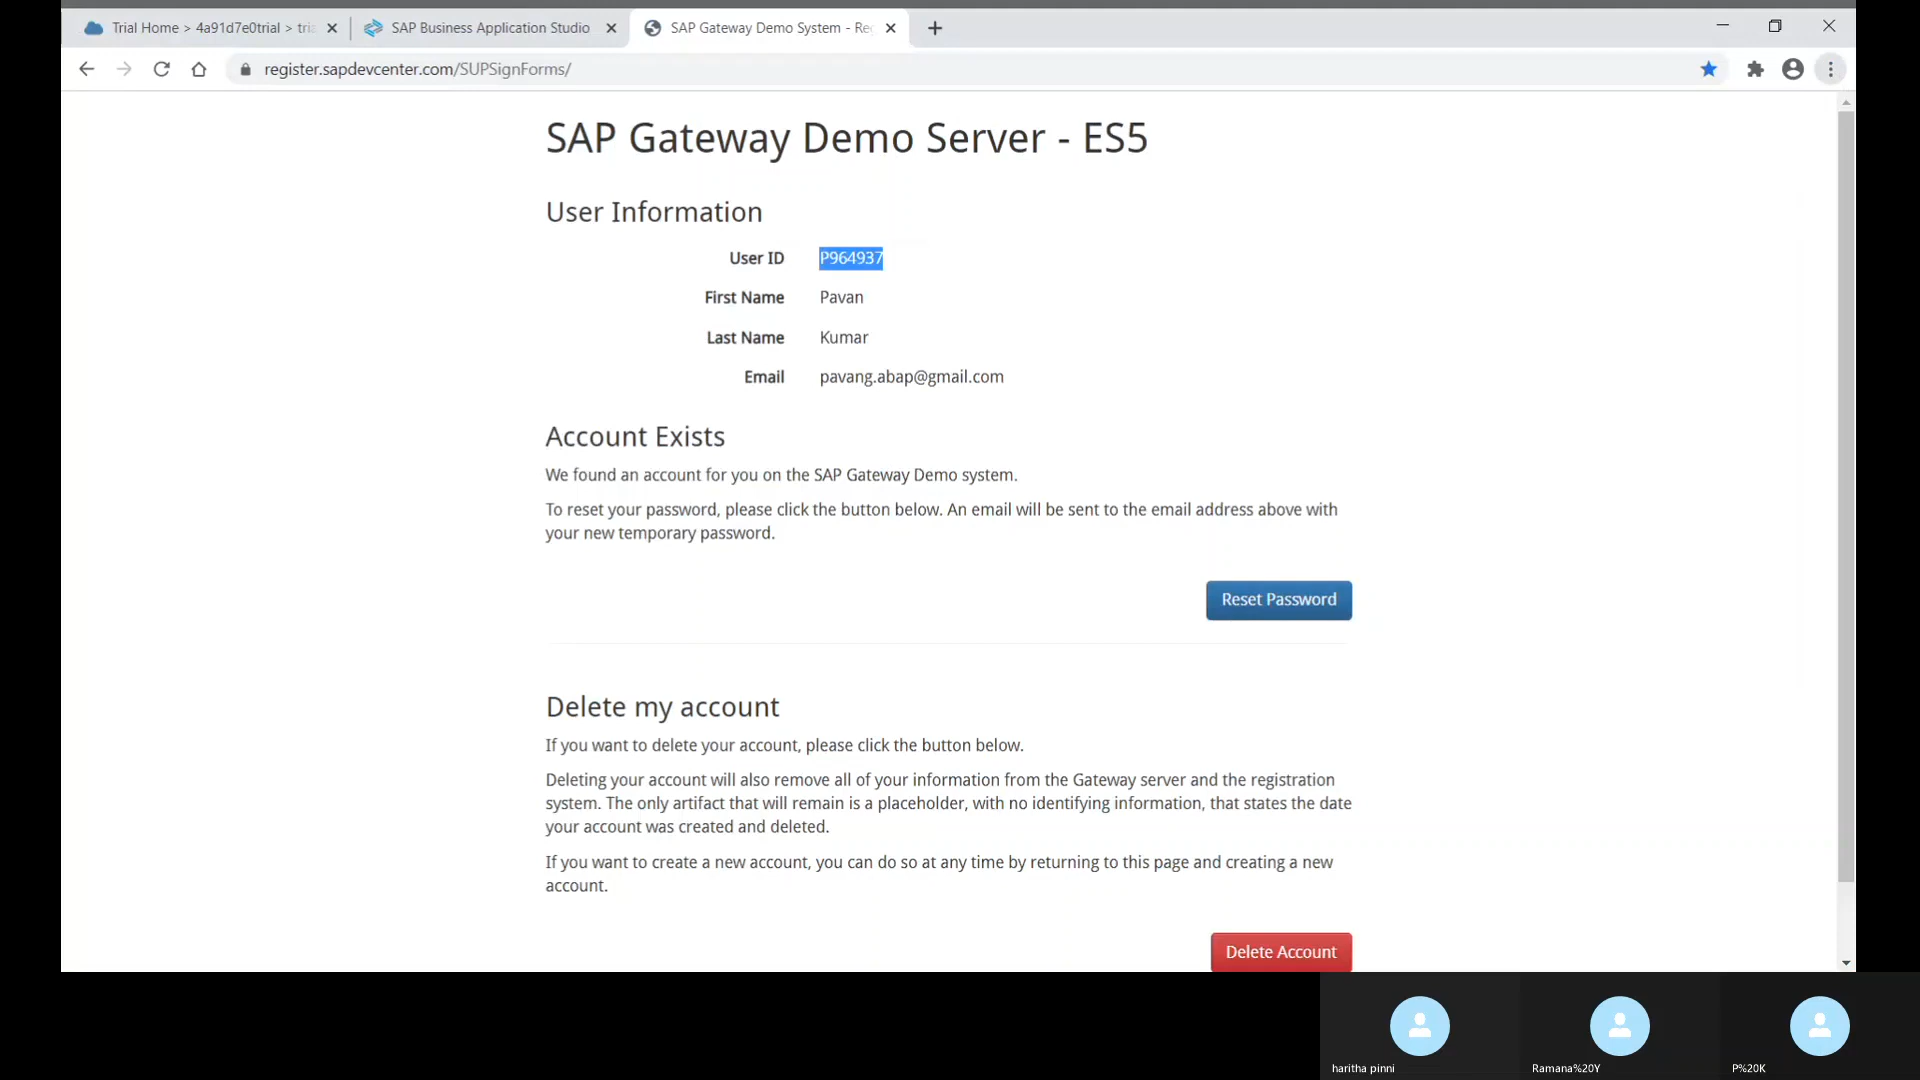 Trial Home > 4a91d7e0trial > tria
SAP Business Application Studio
SAP Gateway Demo System - Re
register.sapdevcenter.com/SUPSignForms/
SAP Gateway Demo Server - ES5
User Information
User ID P964937
First Name Pavan
Last Name Kumar
Email pavang.abap@gmail.com
Account Exists
We found an account for you on the SAP Gateway Demo system.
To reset your password, please click the button below. An email will be sent to the email address above with
your new temporary password.
Reset Password
Delete my account
If you want to delete your account, please click the button below.
Deleting your account will also remove all of your information from the Gateway server and the registration
system. The only artifact that will remain is a placeholder, with no identifying information, that states the date
your account was created and deleted.
If you want to create a new account, you can do so at any time by returning to this page and creating a new
account.
Delete Account
haritha pinni
Ramana%20Y
P%20K